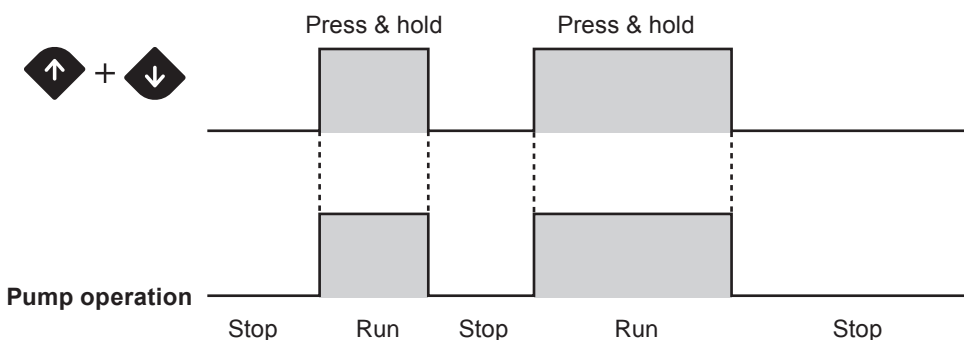 Press & hold Press & hold
↑ + ↓
Pump operation
Stop Run Stop Run Stop